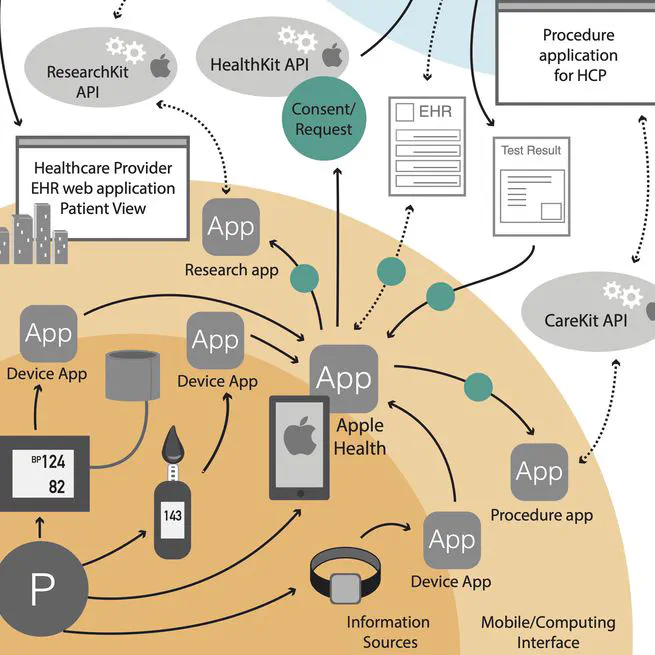 ResearchKit
API
HealthKit API
Procedure
application
for HCP
Consent/
Request
EHR
Test Result
Healthcare Provider
EHR web application
Patient View
App
Research app
CareKit API
App
Device App
App
Device App
App
Apple
Health
BP124
82
143
App
Procedure app
App
Device App
P
Information
Sources
Mobile/Computing
Interface